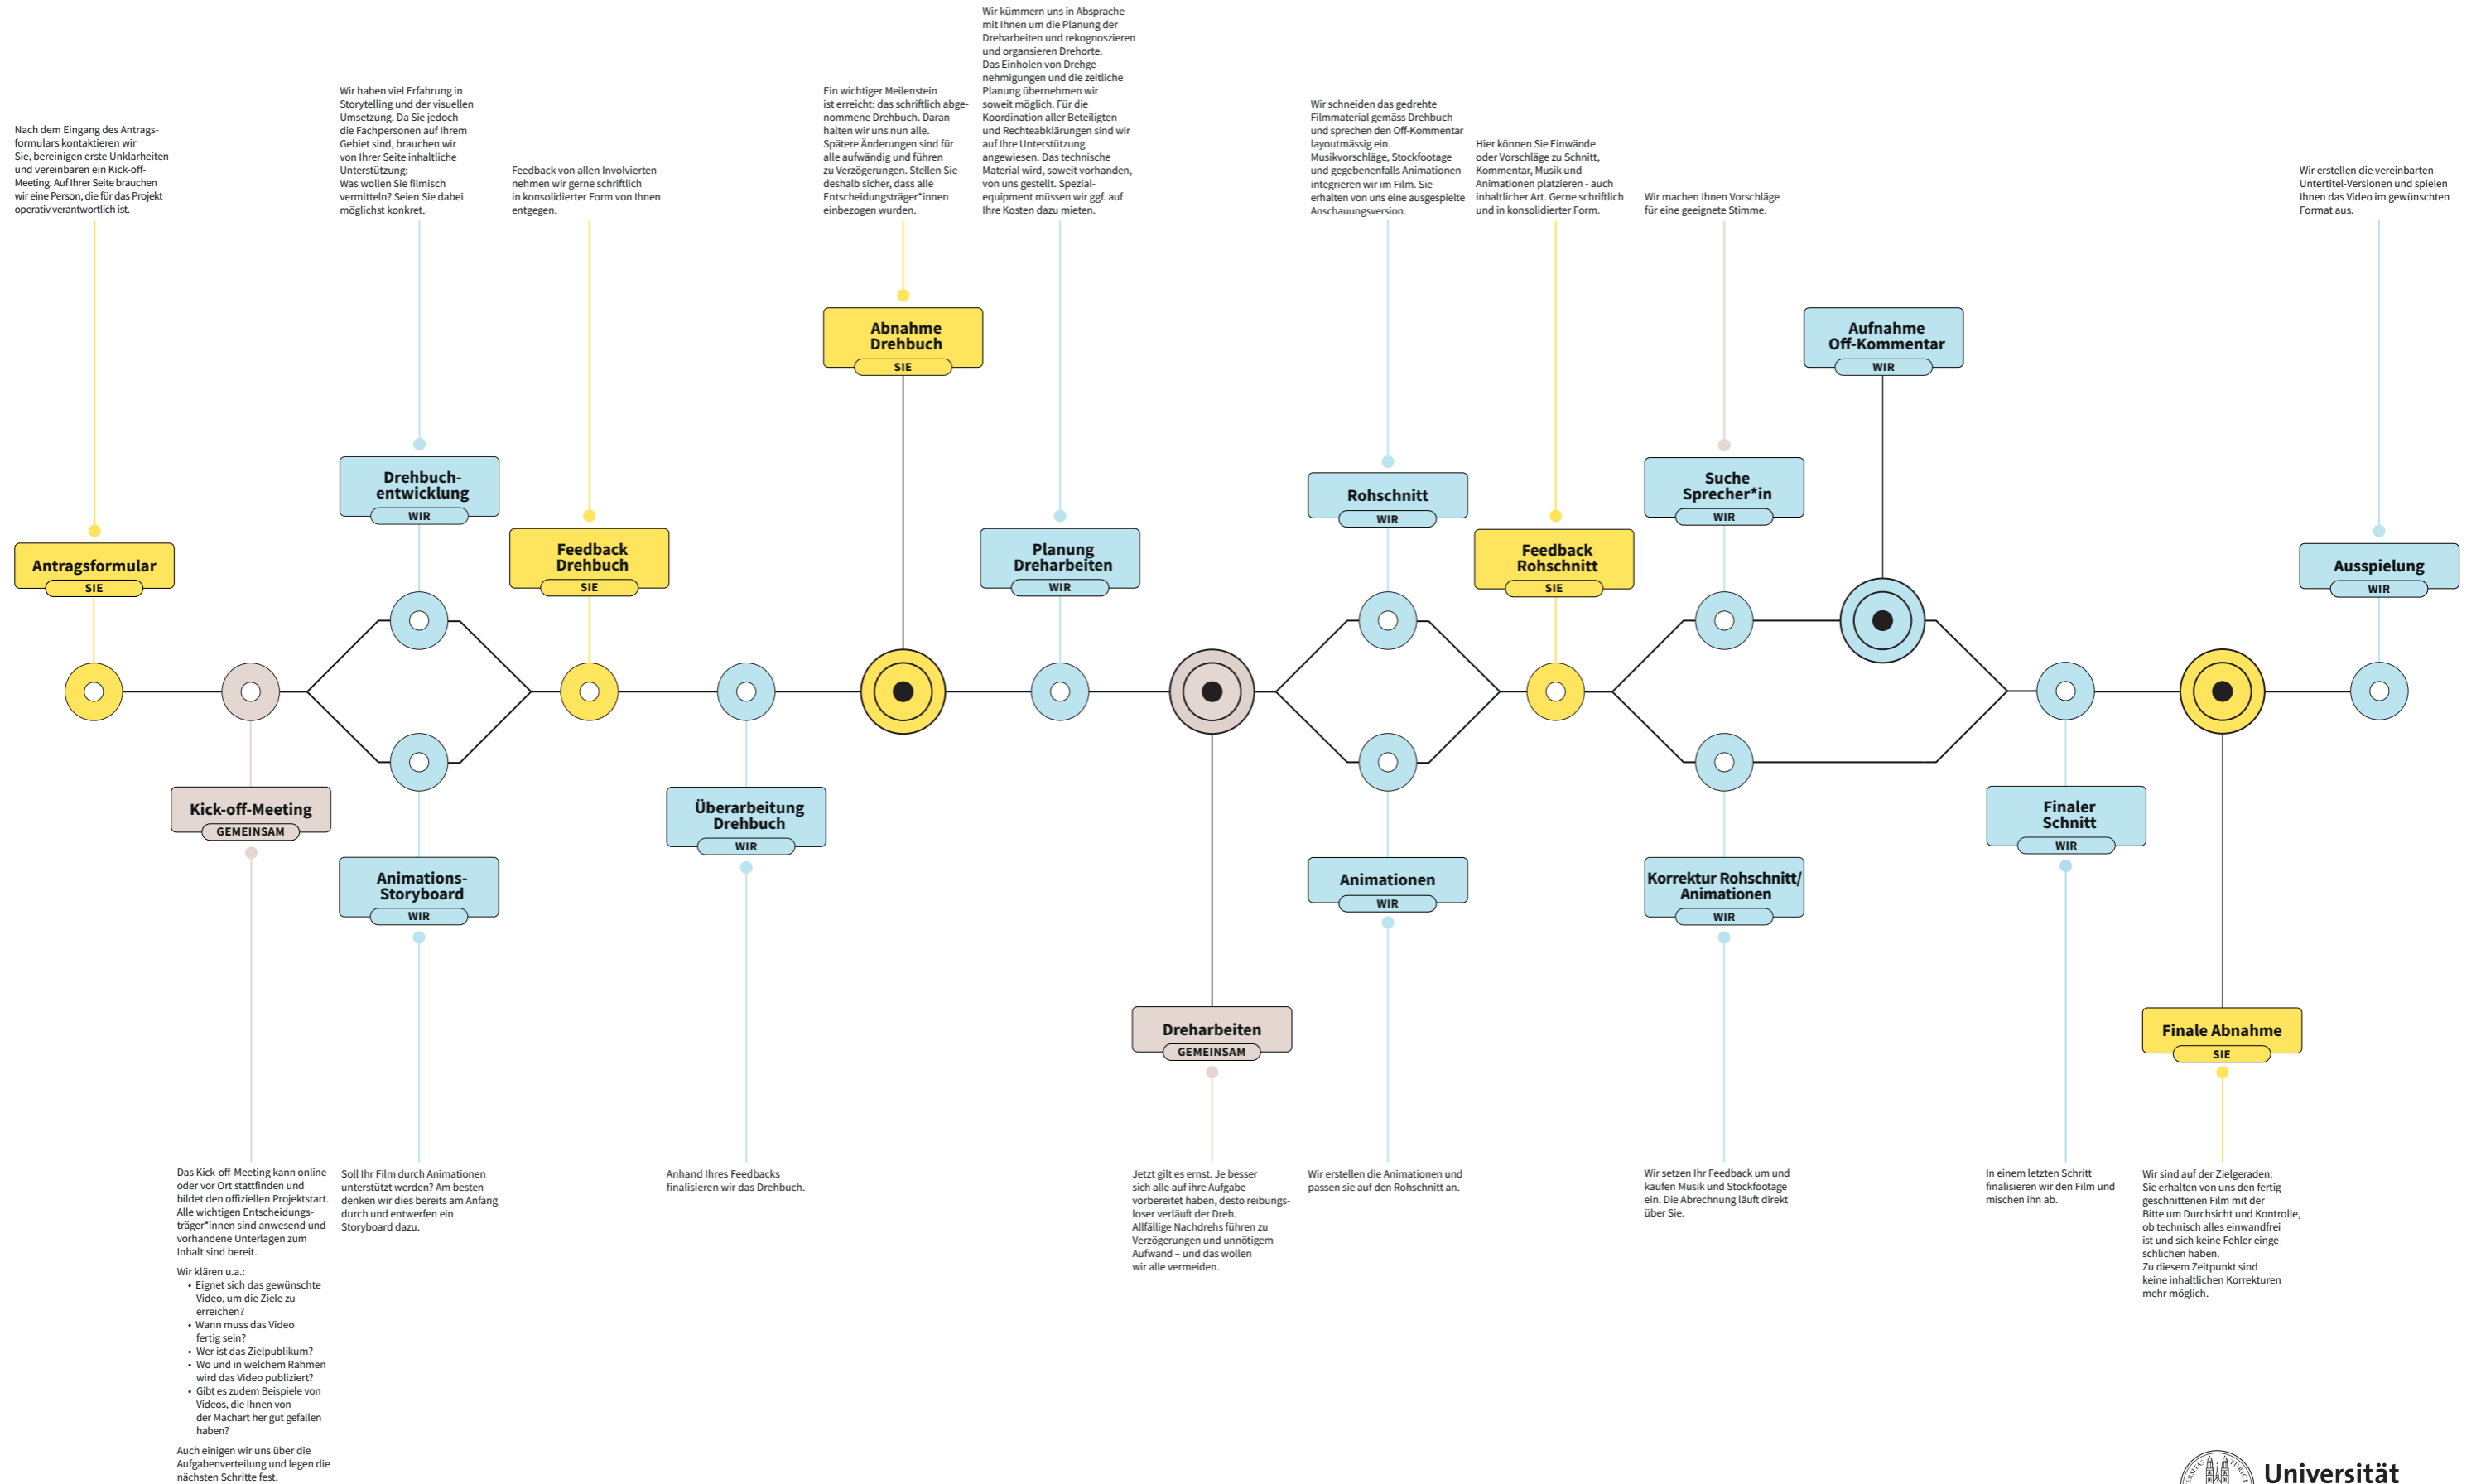 Nach dem Eingang des Antrags-
formulars kontaktieren wir
Sie, bereinigen erste Unklarheiten
und vereinbaren ein Kick-off-
Meeting. Auf Ihrer Seite brauchen
wir eine Person, die für das Projekt
operativ verantwortlich ist.
Antragsformular
SIE
Kick-off-Meeting
GEMEINSAM
Das Kick-off-Meeting kann online
oder vor Ort stattfinden und
bildet den offiziellen Projektstart.
Alle wichtigen Entscheidungs-
träger*innen sind anwesend und
vorhandene Unterlagen zum
Inhalt sind bereit.
Wir klären u.a.:
• Eignet sich das gewünschte
Video, um die Ziele zu
erreichen?
• Wann muss das Video
fertig sein?
• Wer ist das Zielpublikum?
• Wo und in welchem Rahmen
wird das Video publiziert?
• Gibt es zudem Beispiele von
Videos, die Ihnen von
der Machart her gut gefallen
haben?
Auch einigen wir uns über die
Aufgabenverteilung und legen die
nächsten Schritte fest.
Wir haben viel Erfahrung in
Storytelling und der visuellen
Umsetzung. Da Sie jedoch
die Fachpersonen auf Ihrem
Gebiet sind, brauchen wir
von Ihrer Seite inhaltliche
Unterstützung:
Was wollen Sie filmisch
vermitteln? Seien Sie dabei
möglichst konkret.
Drehbuch-
entwicklung
WIR
Animations-
Storyboard
WIR
Soll Ihr Film durch Animationen
unterstützt werden? Am besten
denken wir dies bereits am Anfang
durch und entwerfen ein
Storyboard dazu.
Feedback von allen Involvierten
nehmen wir gerne schriftlich
in konsolidierter Form von Ihnen
entgegen.
Feedback
Drehbuch
SIE
Überarbeitung
Drehbuch
WIR
Anhand Ihres Feedbacks
finalisieren wir das Drehbuch.
Ein wichtiger Meilenstein
ist erreicht: das schriftlich abge-
nommene Drehbuch. Daran
halten wir uns nun alle.
Spätere Änderungen sind für
alle aufwändig und führen
zu Verzögerungen. Stellen Sie
deshalb sicher, dass alle
Entscheidungsträger*innen
einbezogen wurden.
Abnahme
Drehbuch
SIE
Wir kümmern uns in Absprache
mit Ihnen um die Planung der
Dreharbeiten und rekognoszieren
und organsieren Drehorte.
Das Einholen von Drehge-
nehmigungen und die zeitliche
Planung übernehmen wir
soweit möglich. Für die
Koordination aller Beteiligten
und Rechteabklärungen sind wir
auf Ihre Unterstützung
angewiesen. Das technische
Material wird, soweit vorhanden,
von uns gestellt. Spezial-
equipment müssen wir ggf. auf
Ihre Kosten dazu mieten.
Planung
Dreharbeiten
WIR
Dreharbeiten
GEMEINSAM
Jetzt gilt es ernst. Je besser
sich alle auf ihre Aufgabe
vorbereitet haben, desto reibungs-
loser verläuft der Dreh.
Allfällige Nachdrehs führen zu
Verzögerungen und unnötigem
Aufwand – und das wollen
wir alle vermeiden.
Wir schneiden das gedrehte
Filmmaterial gemäss Drehbuch
und sprechen den Off-Kommentar
layoutmässig ein.
Musikvorschläge, Stockfootage
und gegebenenfalls Animationen
integrieren wir im Film. Sie
erhalten von uns eine ausgespielte
Anschauungsversion.
Rohschnitt
WIR
Animationen
WIR
Wir erstellen die Animationen und
passen sie auf den Rohschnitt an.
Hier können Sie Einwände
oder Vorschläge zu Schnitt,
Kommentar, Musik und
Animationen platzieren - auch
inhaltlicher Art. Gerne schriftlich
und in konsolidierter Form.
Feedback
Rohschnitt
SIE
Wir machen Ihnen Vorschläge
für eine geeignete Stimme.
Suche
Sprecher*in
WIR
Korrektur Rohschnitt/
Animationen
WIR
Wir setzen Ihr Feedback um und
kaufen Musik und Stockfootage
ein. Die Abrechnung läuft direkt
über Sie.
Aufnahme
Off-Kommentar
WIR
Finaler
Schnitt
WIR
In einem letzten Schritt
finalisieren wir den Film und
mischen ihn ab.
Finale Abnahme
SIE
Wir sind auf der Zielgeraden:
Sie erhalten von uns den fertig
geschnittenen Film mit der
Bitte um Durchsicht und Kontrolle,
ob technisch alles einwandfrei
ist und sich keine Fehler einge-
schlichen haben.
Zu diesem Zeitpunkt sind
keine inhaltlichen Korrekturen
mehr möglich.
Wir erstellen die vereinbarten
Untertitel-Versionen und spielen
Ihnen das Video im gewünschten
Format aus.
Ausspielung
WIR
Universität